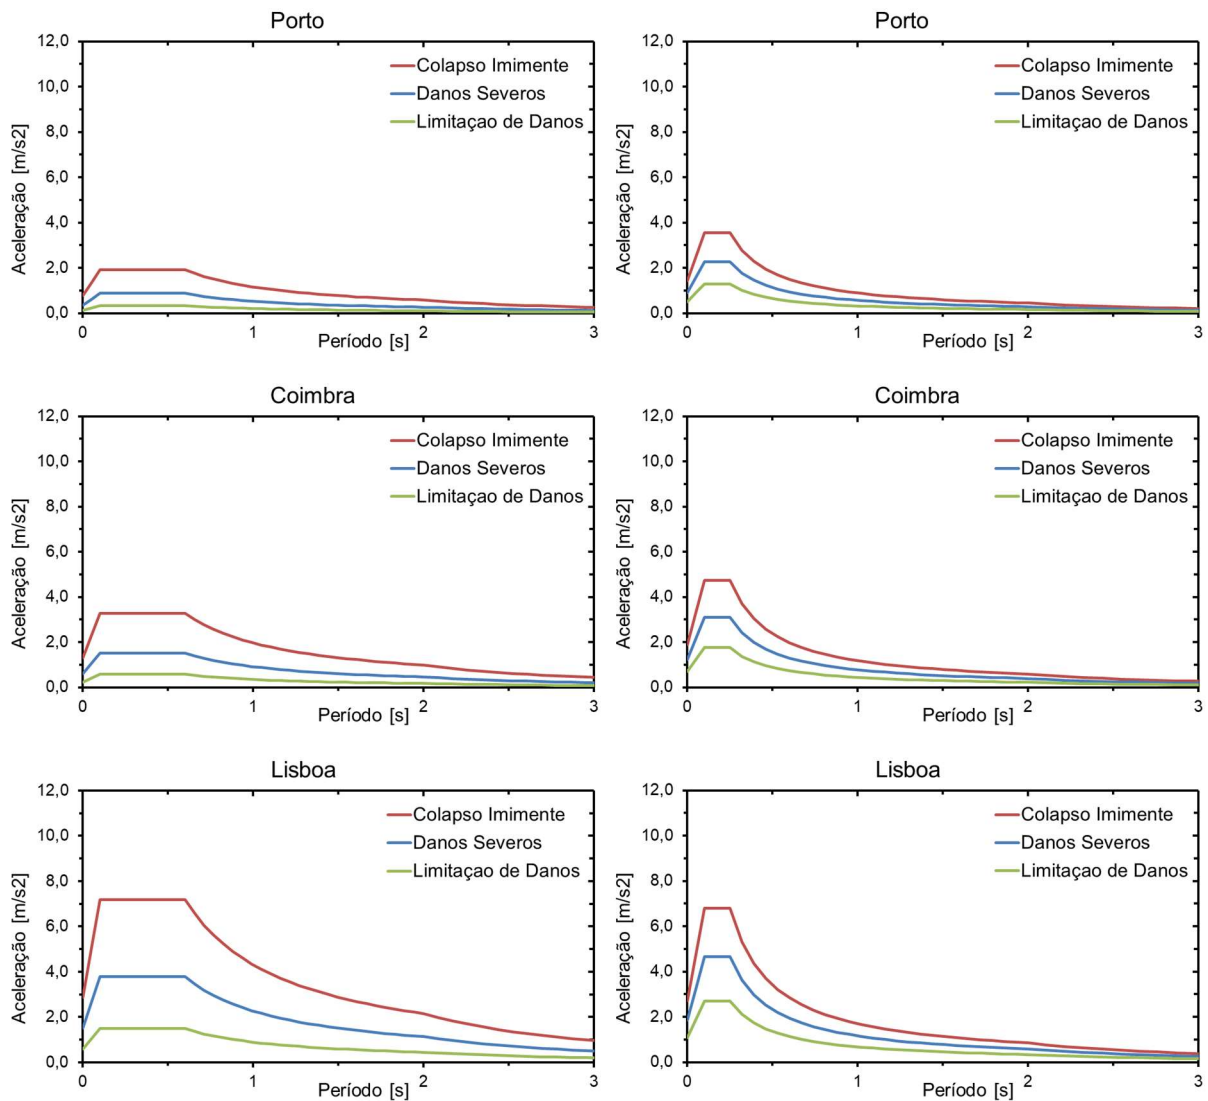 Porto
12,0
10,0
8,0
6,0
4,0
2,0
0,0
Aceleração [m/s2]
Colapso Imimente
Danos Severos
Limitaçao de Danos
0
1
2
3
Período [s]
Porto
12,0
10,0
8,0
6,0
4,0
2,0
0,0
Aceleração [m/s2]
Colapso Imimente
Danos Severos
Limitaçao de Danos
0
1
2
3
Período [s]
Coimbra
12,0
10,0
8,0
6,0
4,0
2,0
0,0
Aceleração [m/s2]
Colapso Imimente
Danos Severos
Limitaçao de Danos
0
1
2
3
Período [s]
Coimbra
12,0
10,0
8,0
6,0
4,0
2,0
0,0
Aceleração [m/s2]
Colapso Imimente
Danos Severos
Limitaçao de Danos
0
1
2
3
Período [s]
Lisboa
12,0
10,0
8,0
6,0
4,0
2,0
0,0
Aceleração [m/s2]
Colapso Imimente
Danos Severos
Limitaçao de Danos
0
1
2
3
Período [s]
Lisboa
12,0
10,0
8,0
6,0
4,0
2,0
0,0
Aceleração [m/s2]
Colapso Imimente
Danos Severos
Limitaçao de Danos
0
1
2
3
Período [s]